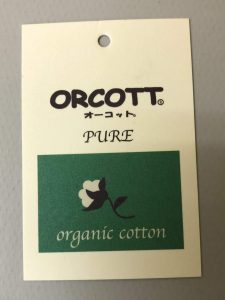 ORCOTT®
オーコット®
PURE
organic cotton